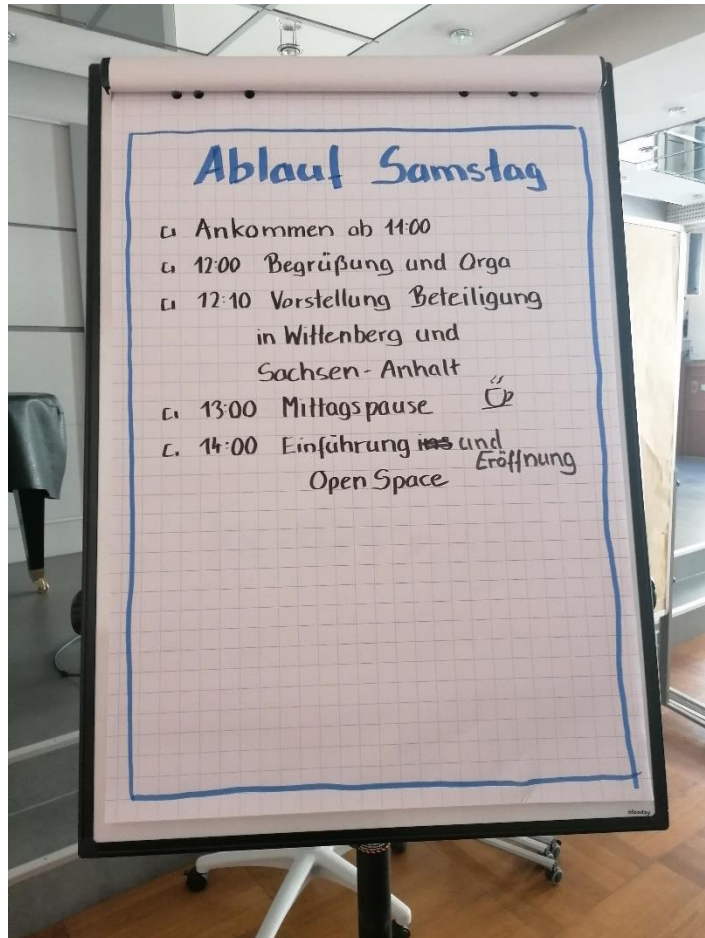 Ablauf Samstag
Ankommen ab 11:00
12:00 Begrüßung und Orga
12:10 Vorstellung Beteiligung
in Wittenberg und
Sachsen-Anhalt
13:00 Mittagspause
14:00 Einführung ins und
Eröffnung
Open Space